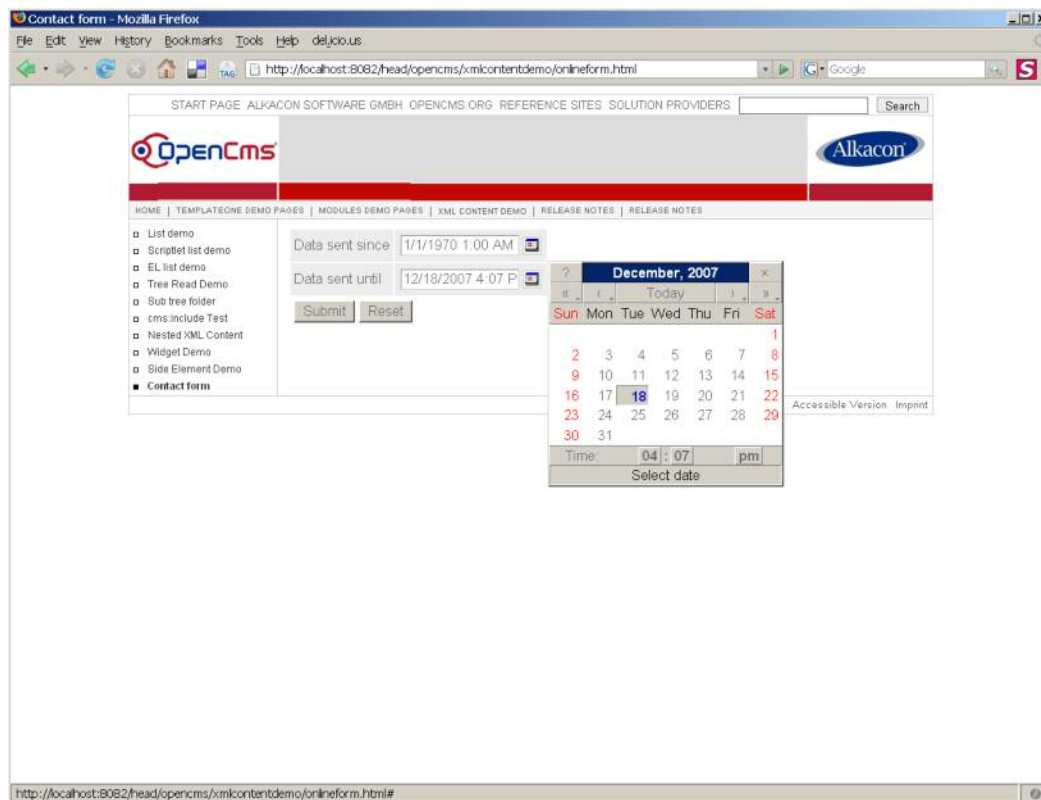 Contact form - Mozilla Firefox
File Edit View History Bookmarks Tools Help del.icio.us
TAG http://localhost:8082/head/opencms/xmlcontentdemo/onlineform.html G Google S
START PAGE ALKACON SOFTWARE GMBH OPENCMS.ORG REFERENCE SITES SOLUTION PROVIDERS Search
OpenCms Alkacon
HOME | TEMPLATEONE DEMO PAGES | MODULES DEMO PAGES | XML CONTENT DEMO | RELEASE NOTES | RELEASE NOTES
List demo
Scriptlet list demo
EL list demo
Tree Read Demo
Sub tree folder
cms:include Test
Nested XML Content
Widget Demo
Side Element Demo
Contact form
Data sent since 1/1/1970 1:00 AM
Data sent until 12/18/2007 4:07 P
Submit Reset
? December, 2007 ×
« ‹ Today › »
Sun Mon Tue Wed Thu Fri Sat
1
2 3 4 5 6 7 8
9 10 11 12 13 14 15
16 17 18 19 20 21 22
23 24 25 26 27 28 29
30 31
Time: 04 : 07 pm
Select date
Accessible Version Imprint
http://localhost:8082/head/opencms/xmlcontentdemo/onlineform.html#